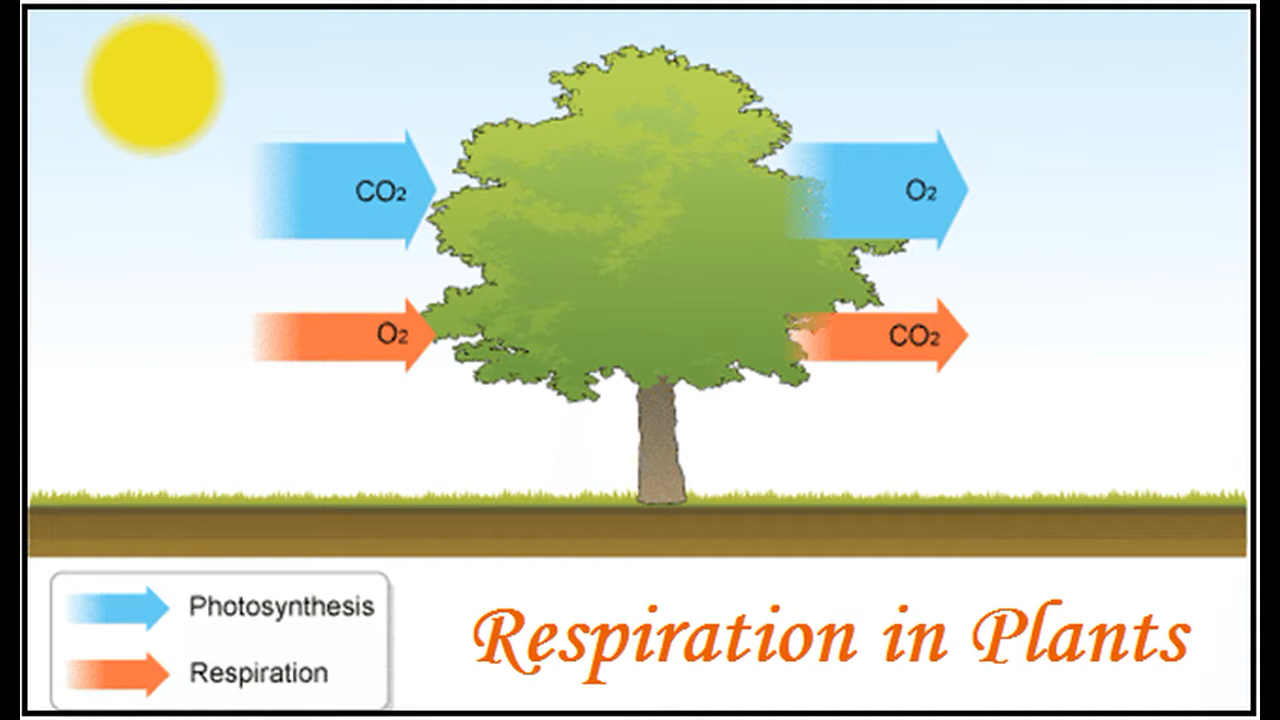 CO₂
O₂
O₂
CO₂
Photosynthesis
Respiration
Respiration in Plants